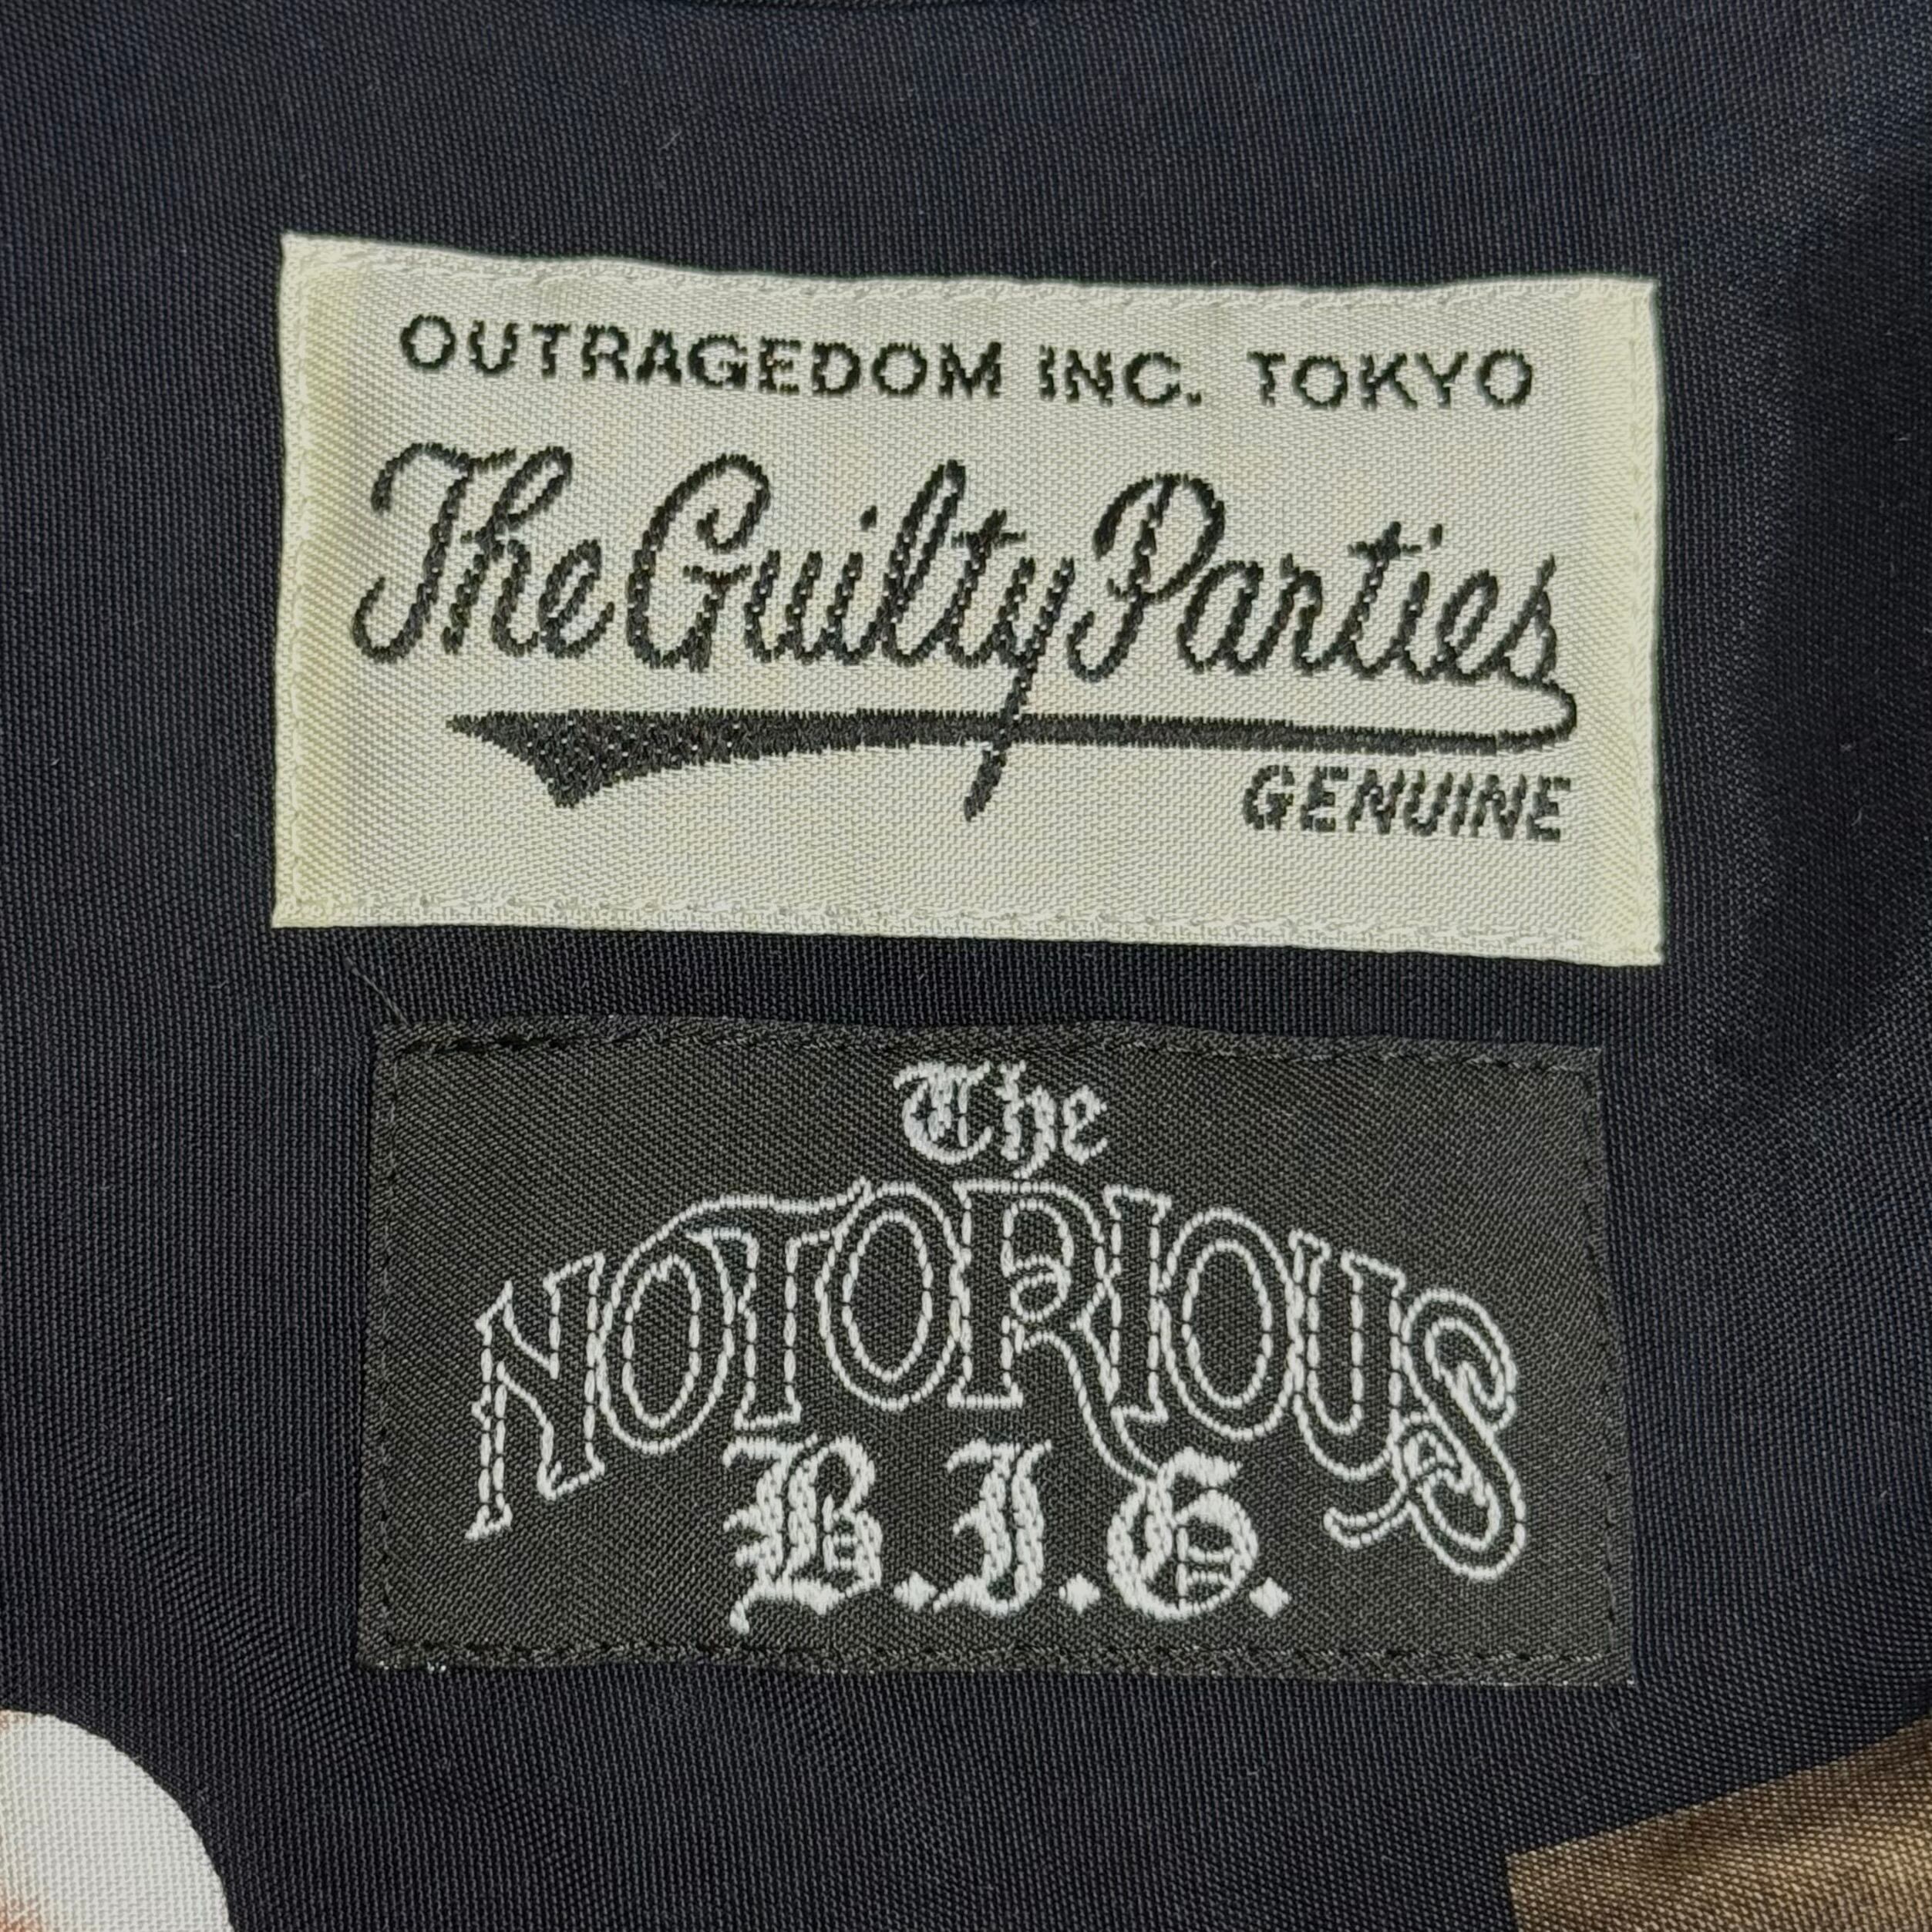 OUTRAGEDOM INC. TOKYO
The Guilty Parties
GENUINE
The
NOTORIOUS
B.I.G.